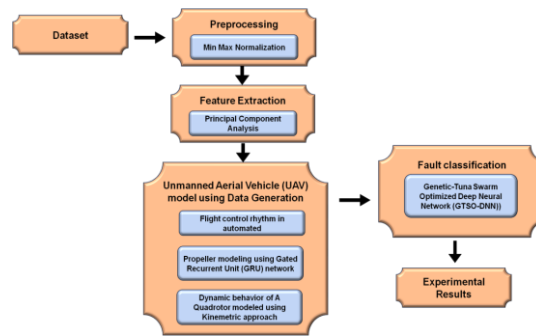 Dataset
Preprocessing
Min Max Normalization
Feature Extraction
Principal Component
Analysis
Unmanned Aerial Vehicle (UAV)
model using Data Generation
Flight control rhythm in
automated
Propeller modeling using Gated
Recurrent Unit (GRU) network
Dynamic behavior of A
Quadrotor modeled using
Kinemetric approach
Fault classification
Genetic-Tuna Swarm
Optimized Deep Neural
Network (GTSO-DNN))
Experimental
Results